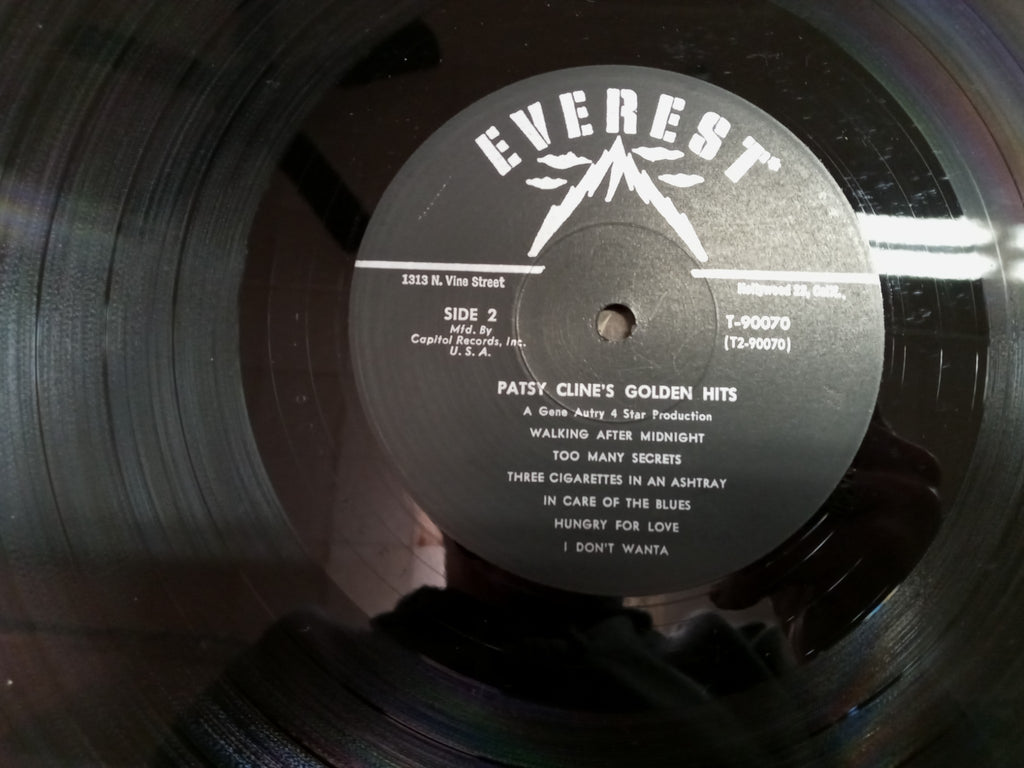 EVEREST
1313 N. Vine Street
Hollywood 28, Calif.,
SIDE 2
Mfd. By
Capitol Records, Inc.
U. S. A.
T-90070
(T2-90070)
PATSY CLINE'S GOLDEN HITS
A Gene Autry 4 Star Production
WALKING AFTER MIDNIGHT
TOO MANY SECRETS
THREE CIGARETTES IN AN ASHTRAY
IN CARE OF THE BLUES
HUNGRY FOR LOVE
I DON'T WANTA